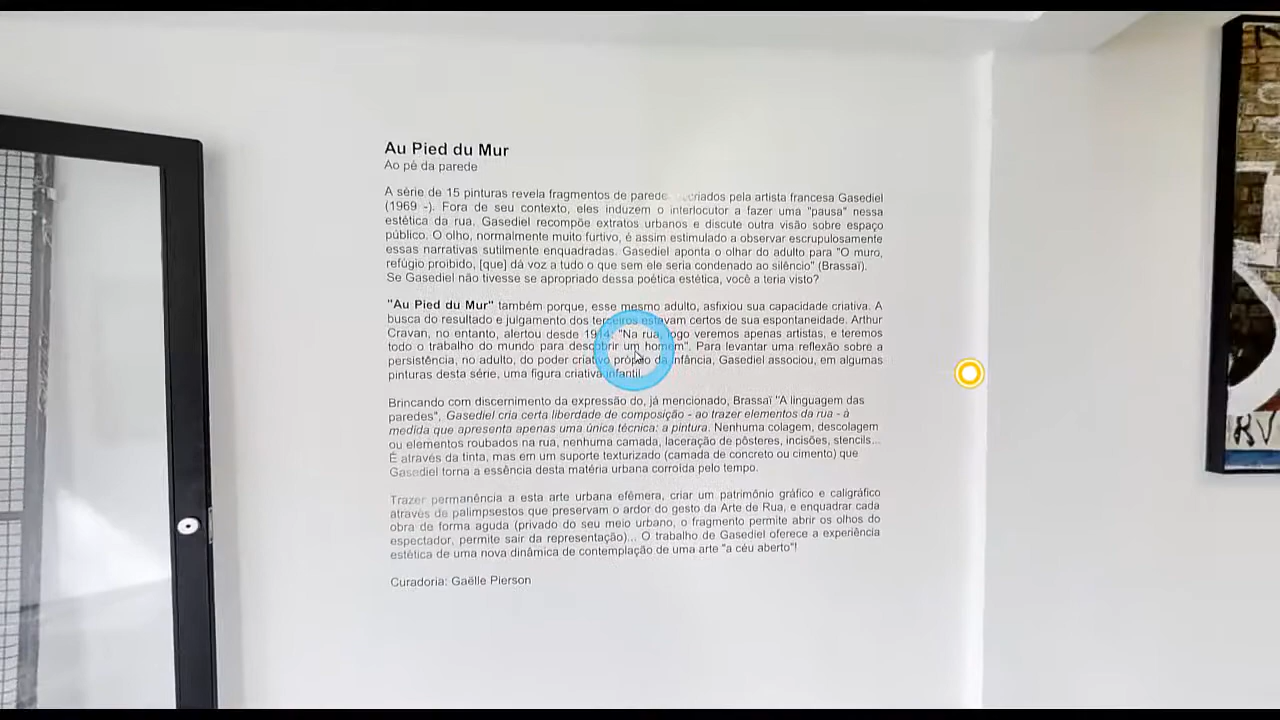 Au Pied du Mur
Ao pé da parede
A série de 15 pinturas revela fragmentos de parede criados pela artista francesa Gasediel
(1969 -). Fora de seu contexto, eles induzem o interlocutor a fazer uma "pausa" nessa
estética da rua. Gasediel recompõe extratos urbanos e discute outra visão sobre espaço
público. O olho, normalmente muito furtivo, é assim estimulado a observar escrupulosamente
essas narrativas sutilmente enquadradas. Gasediel aponta o olhar do adulto para "O muro,
refúgio proibido, [que] dá voz a tudo o que sem ele seria condenado ao silêncio" (Brassaï).
Se Gasediel não tivesse se apropriado dessa poética estética, você a teria visto?
"Au Pied du Mur" também porque, esse mesmo adulto, asfixiou sua capacidade criativa. A
busca do resultado e julgamento dos terceiros estavam certos de sua espontaneidade. Arthur
Cravan, no entanto, alertou desde 1914: "Na rua, logo veremos apenas artistas, e teremos
todo o trabalho do mundo para descobrir um homem". Para levantar uma reflexão sobre a
persistência, no adulto, do poder criativo próprio da infância, Gasediel associou, em algumas
pinturas desta série, uma figura criativa infantil.
Brincando com discernimento da expressão do, já mencionado, Brassaï "A linguagem das
paredes", Gasediel cria certa liberdade de composição - ao trazer elementos da rua - à
medida que apresenta apenas uma única técnica: a pintura. Nenhuma colagem, descolagem
ou elementos roubados na rua, nenhuma camada, laceração de pôsteres, incisões, stencils...
É através da tinta, mas em um suporte texturizado (camada de concreto ou cimento) que
Gasediel torna a essência desta matéria urbana corroída pelo tempo.
Trazer permanência a esta arte urbana efêmera, criar um patrimônio gráfico e caligráfico
através de palimpsestos que preservam o ardor do gesto da Arte de Rua, e enquadrar cada
obra de forma aguda (privado do seu meio urbano, o fragmento permite abrir os olhos do
espectador, permite sair da representação)... O trabalho de Gasediel oferece a experiência
estética de uma nova dinâmica de contemplação de uma arte "a céu aberto"!
Curadoria: Gaëlle Pierson
RV